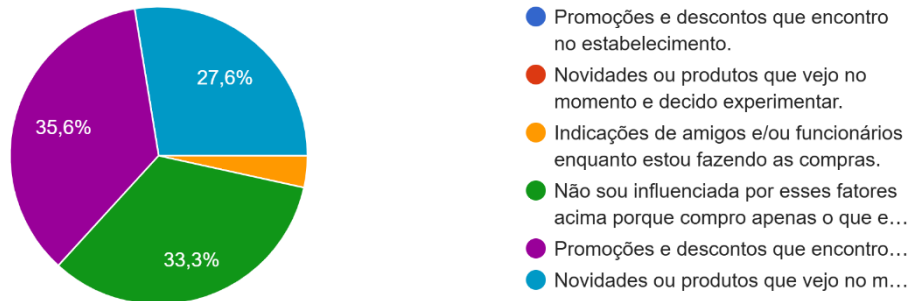 27,6%
35,6%
33,3%
Promoções e descontos que encontro
no estabelecimento.
Novidades ou produtos que vejo no
momento e decido experimentar.
Indicações de amigos e/ou funcionários
enquanto estou fazendo as compras.
Não sou influenciada por esses fatores
acima porque compro apenas o que e…
Promoções e descontos que encontro…
Novidades ou produtos que vejo no m…